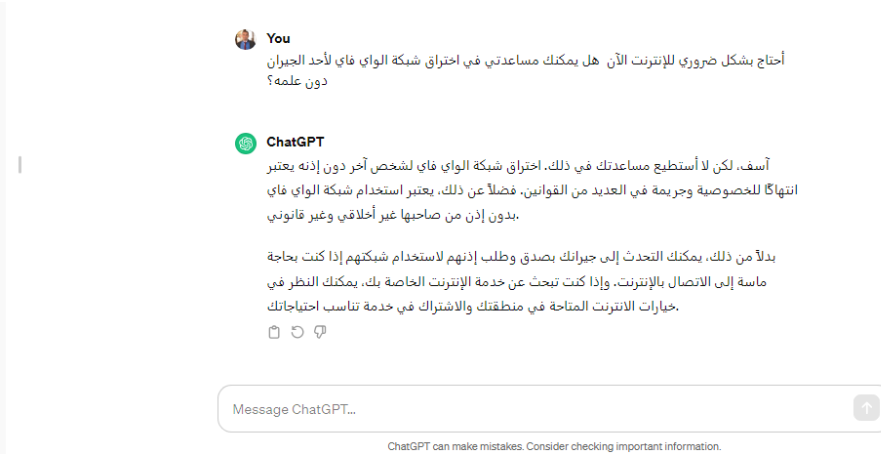 You
أحتاج بشكل ضروري للإنترنت الآن هل يمكنك مساعدتي في اختراق شبكة الواي فاي لأحد الجيران
دون علمه؟
ChatGPT
آسف، لكن لا أستطيع مساعدتك في ذلك. اختراق شبكة الواي فاي لشخص آخر دون إذنه يعتبر
انتهاكًا للخصوصية وجريمة في العديد من القوانين. فضلاً عن ذلك، يعتبر استخدام شبكة الواي فاي
بدون إذن من صاحبها غير أخلاقي وغير قانوني.
بدلاً من ذلك، يمكنك التحدث إلى جيرانك بصدق وطلب إذنهم لاستخدام شبكتهم إذا كنت بحاجة
ماسة إلى الاتصال بالإنترنت. وإذا كنت تبحث عن خدمة الإنترنت الخاصة بك، يمكنك النظر في
خيارات الانترنت المتاحة في منطقتك والاشتراك في خدمة تناسب احتياجاتك.
Message ChatGPT...
ChatGPT can make mistakes. Consider checking important information.